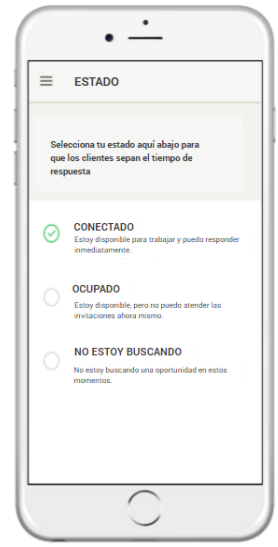 ESTADO
Selecciona tu estado aquí abajo para
que los clientes sepan el tiempo de
respuesta
CONECTADO
Estoy disponible para trabajar y puedo responder
inmediatamente.
OCUPADO
Estoy disponible, pero no puedo atender las
invitaciones ahora mismo.
NO ESTOY BUSCANDO
No estoy buscando una oportunidad en estos
momentos.